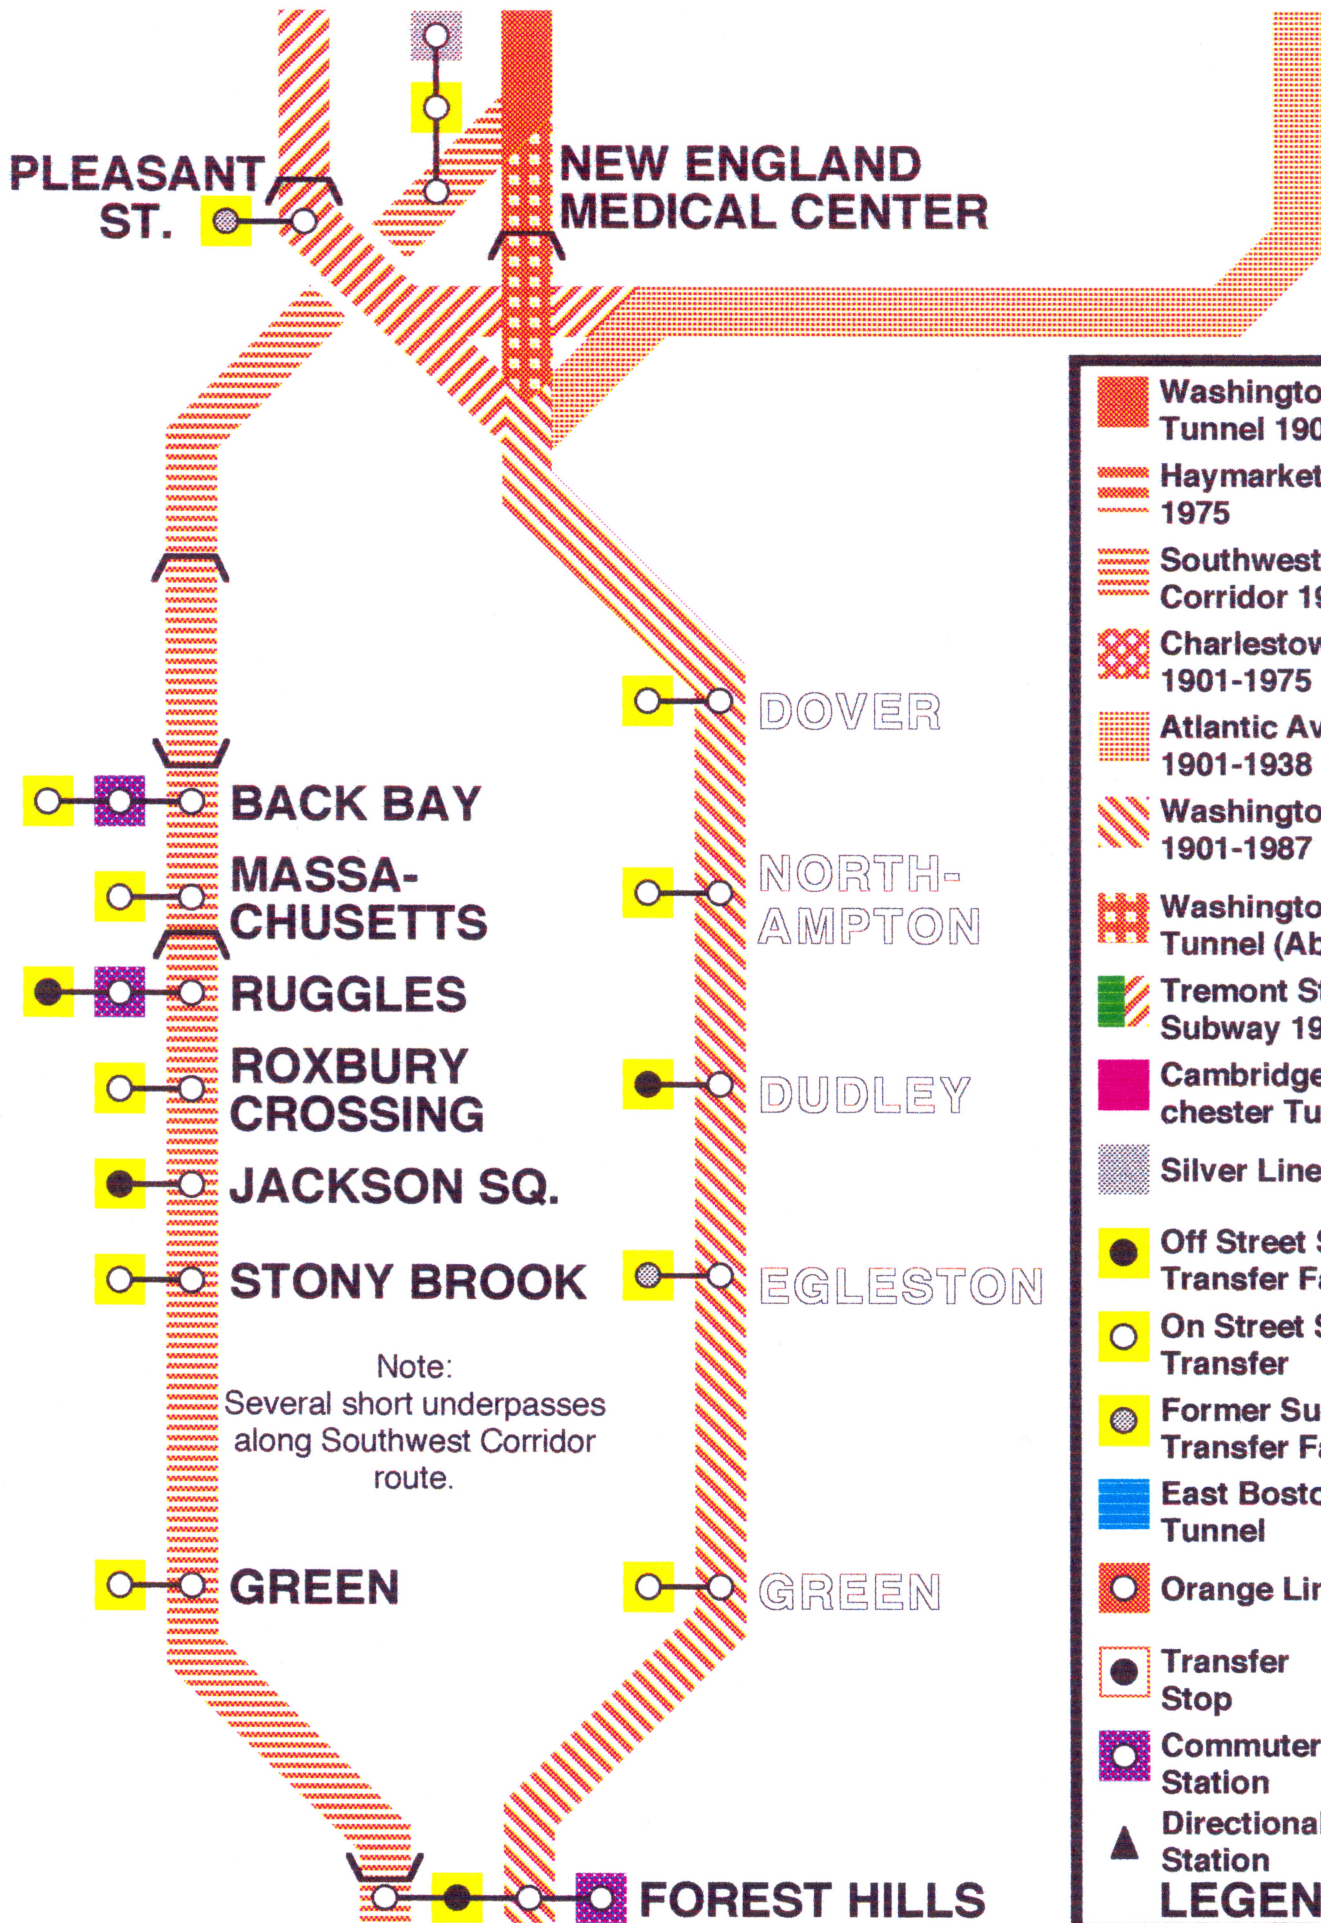 PLEASANT
ST.
NEW ENGLAND
MEDICAL CENTER
DOVER
BACK BAY
MASSA-
CHUSETTS
NORTH-
AMPTON
RUGGLES
ROXBURY
CROSSING
DUDLEY
JACKSON SQ.
STONY BROOK
EGLESTON
Note:
Several short underpasses
along Southwest Corridor
route.
GREEN
GREEN
FOREST HILLS
Washingto
Tunnel 190
Haymarket
1975
Southwest
Corridor 19
Charlestow
1901-1975
Atlantic Av
1901-1938
Washingto
1901-1987
Washingto
Tunnel (Ab
Tremont St
Subway 19
Cambridge
chester Tu
Silver Line
Off Street S
Transfer Fa
On Street S
Transfer
Former Su
Transfer Fa
East Bosto
Tunnel
Orange Lin
Transfer
Stop
Commuter
Station
Directional
Station
LEGEN